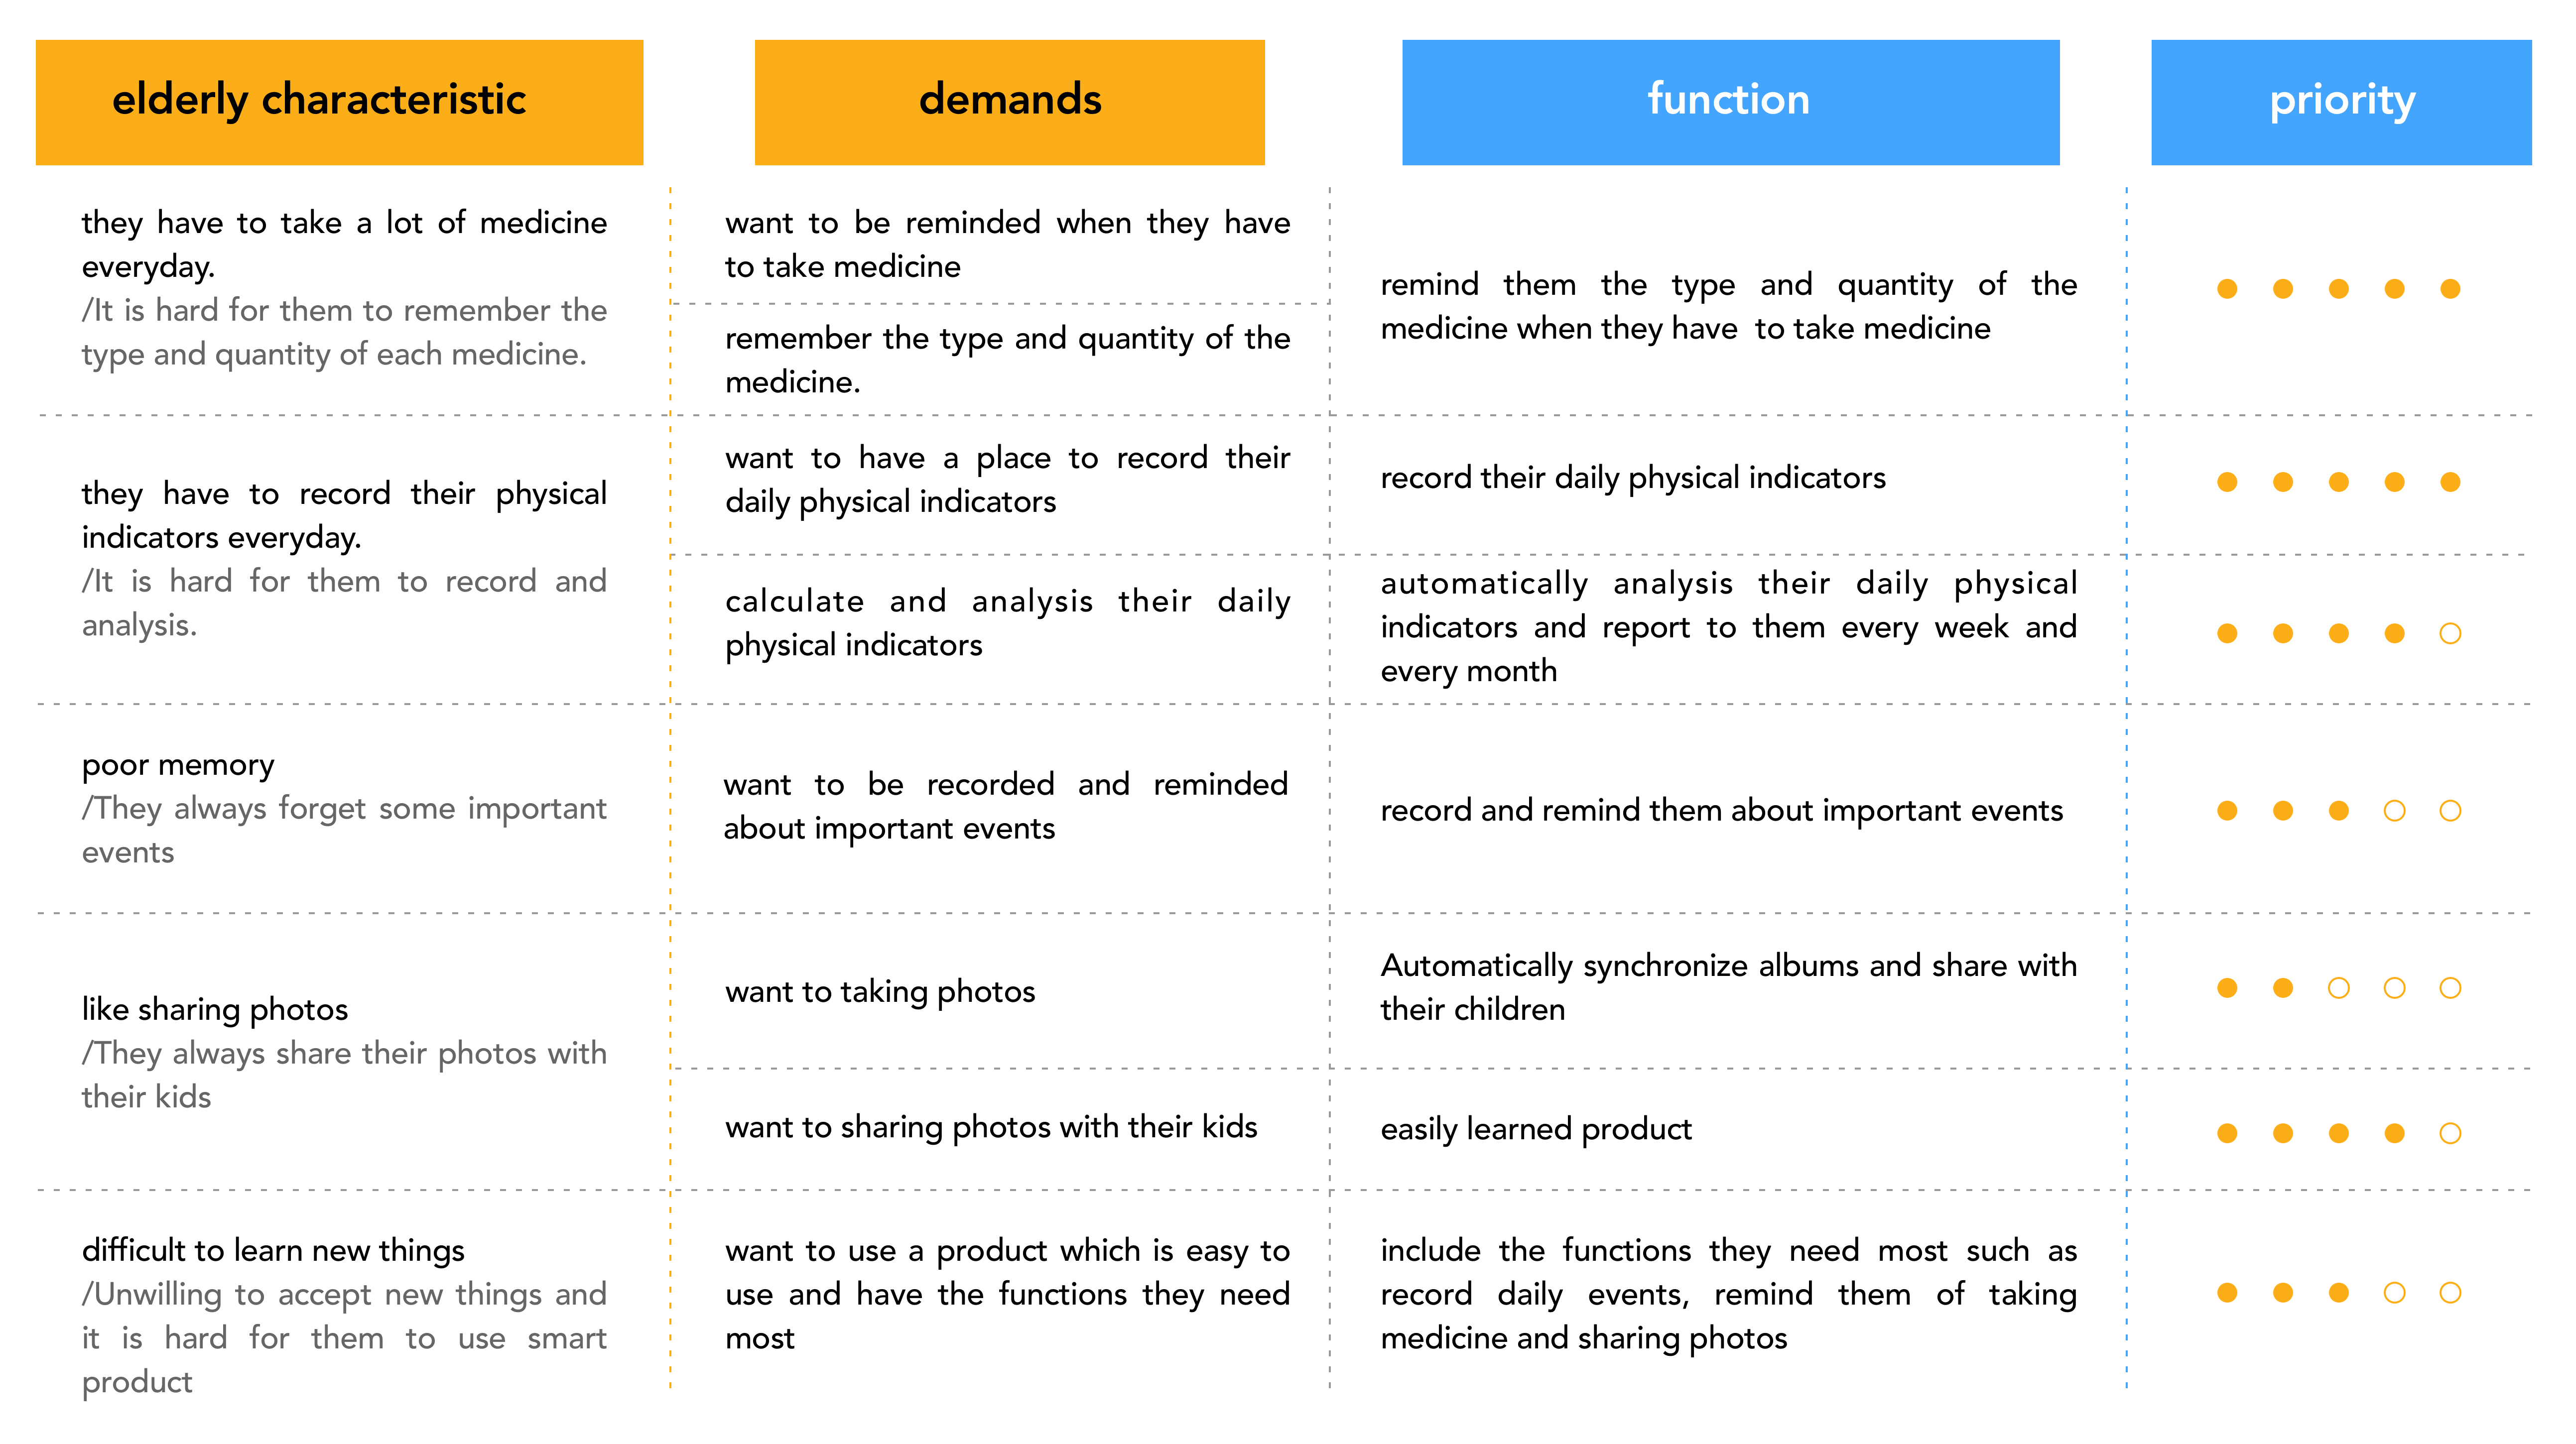 elderly characteristic
demands
function
priority
they have to take a lot of medicine
everyday.
/It is hard for them to remember the
type and quantity of each medicine.
want to be reminded when they have
to take medicine
remember the type and quantity of the
medicine.
remind them the type and quantity of the
medicine when they have to take medicine
they have to record their physical
indicators everyday.
/It is hard for them to record and
analysis.
want to have a place to record their
daily physical indicators
record their daily physical indicators
calculate and analysis their daily
physical indicators
automatically analysis their daily physical
indicators and report to them every week and
every month
poor memory
/They always forget some important
events
want to be recorded and reminded
about important events
record and remind them about important events
like sharing photos
/They always share their photos with
their kids
want to taking photos
Automatically synchronize albums and share with
their children
want to sharing photos with their kids
easily learned product
difficult to learn new things
/Unwilling to accept new things and
it is hard for them to use smart
product
want to use a product which is easy to
use and have the functions they need
most
include the functions they need most such as
record daily events, remind them of taking
medicine and sharing photos